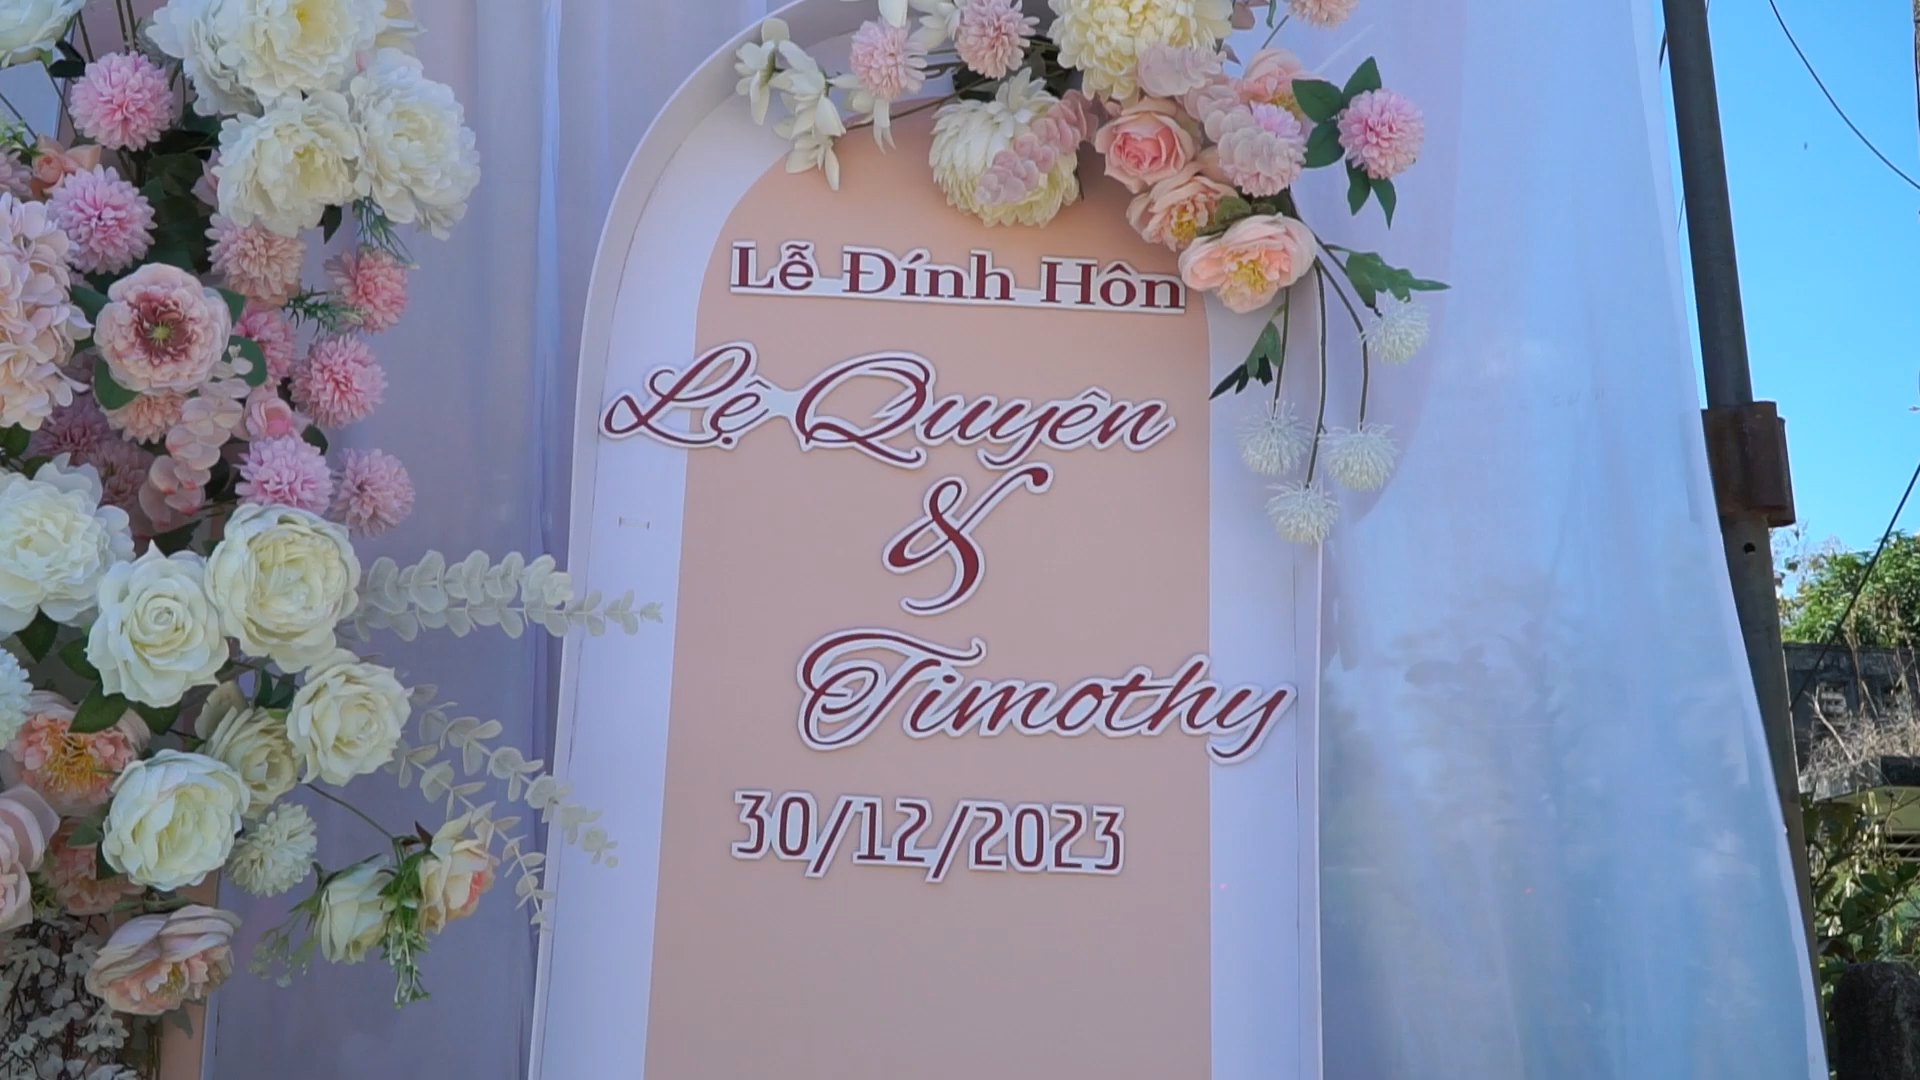 Lễ Đính Hôn
Lệ Quyên
&
Timothy
30/12/2023